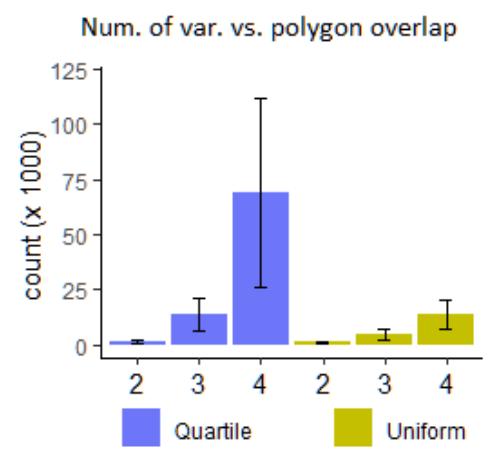 Num. of var. vs. polygon overlap
count (x 1000)
125
100
75
50
25
0
2 3 4 2 3 4
Quartile Uniform